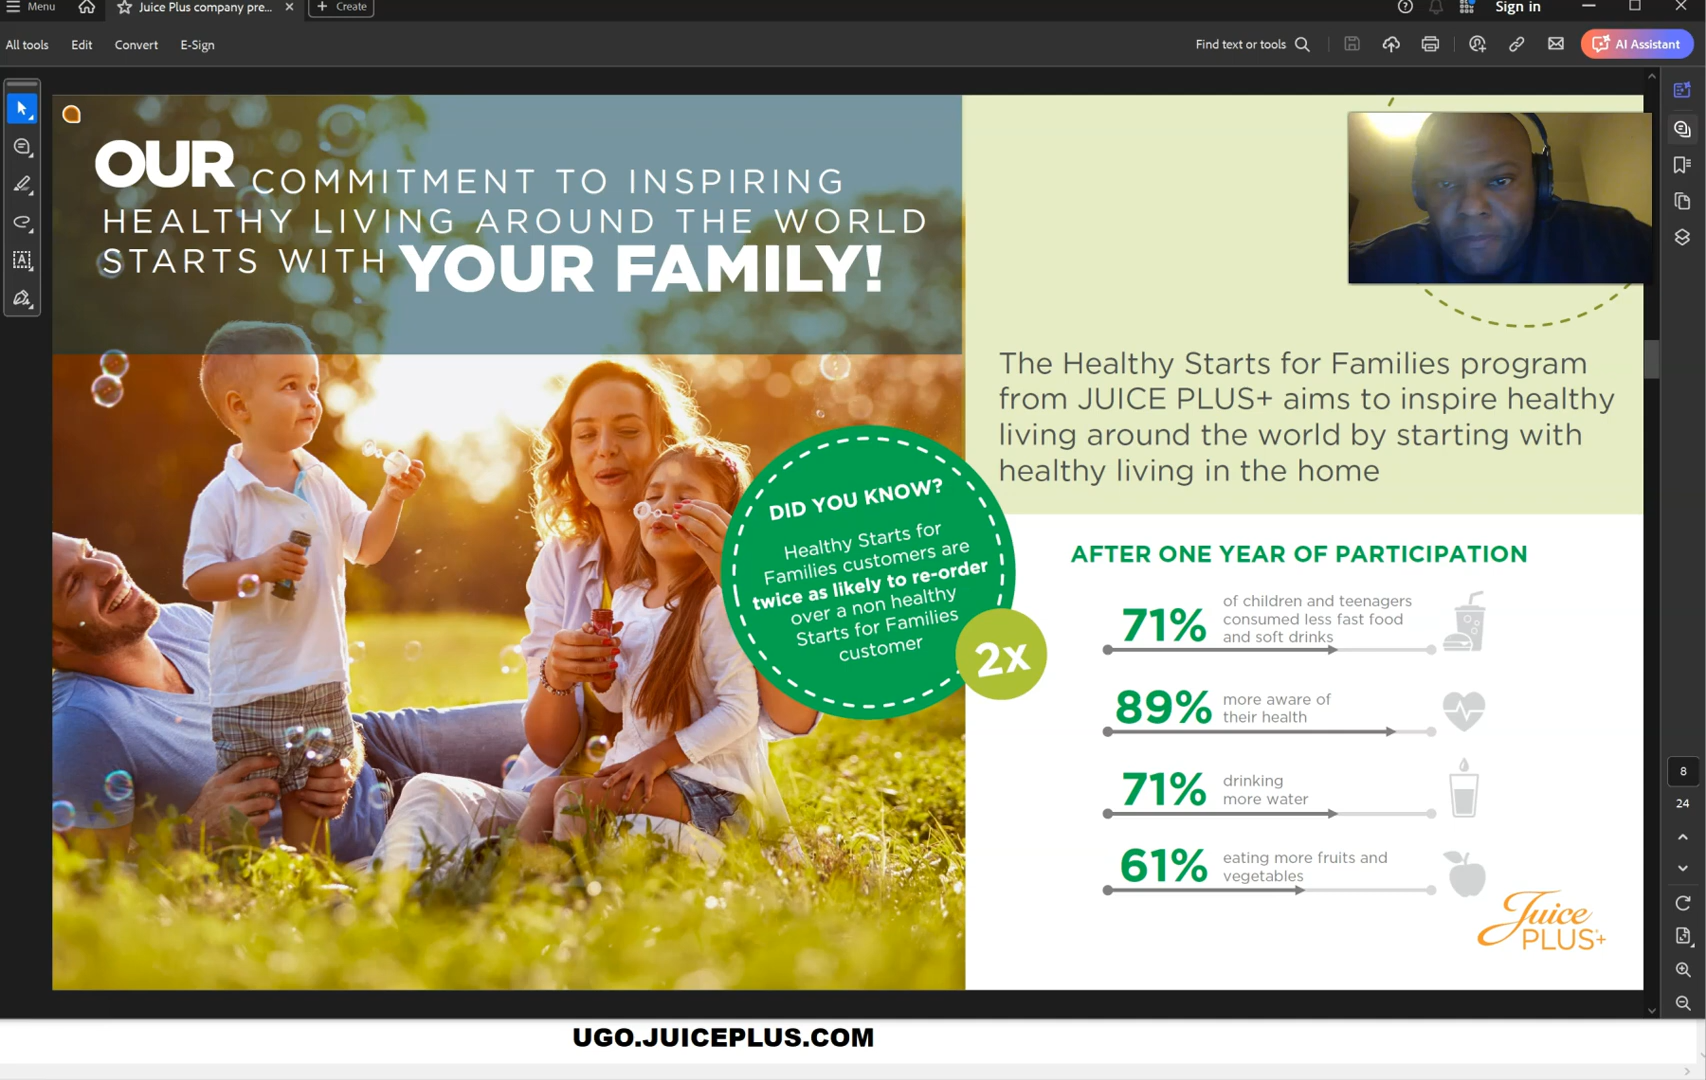 Menu
Juice Plus company pre...
Create
Sign in
All tools
Edit
Convert
E-Sign
Find text or tools
AI Assistant
OUR COMMITMENT TO INSPIRING
HEALTHY LIVING AROUND THE WORLD
STARTS WITH YOUR FAMILY!
The Healthy Starts for Families program
from JUICE PLUS+ aims to inspire healthy
living around the world by starting with
healthy living in the home
DID YOU KNOW?
Healthy Starts for
Families customers are
twice as likely to re-order
over a non healthy
Starts for Families
customer
2x
AFTER ONE YEAR OF PARTICIPATION
71%
of children and teenagers
consumed less fast food
and soft drinks
89%
more aware of
their health
71%
drinking
more water
61%
eating more fruits and
vegetables
Juice
PLUS+
8
24
UGO.JUICEPLUS.COM